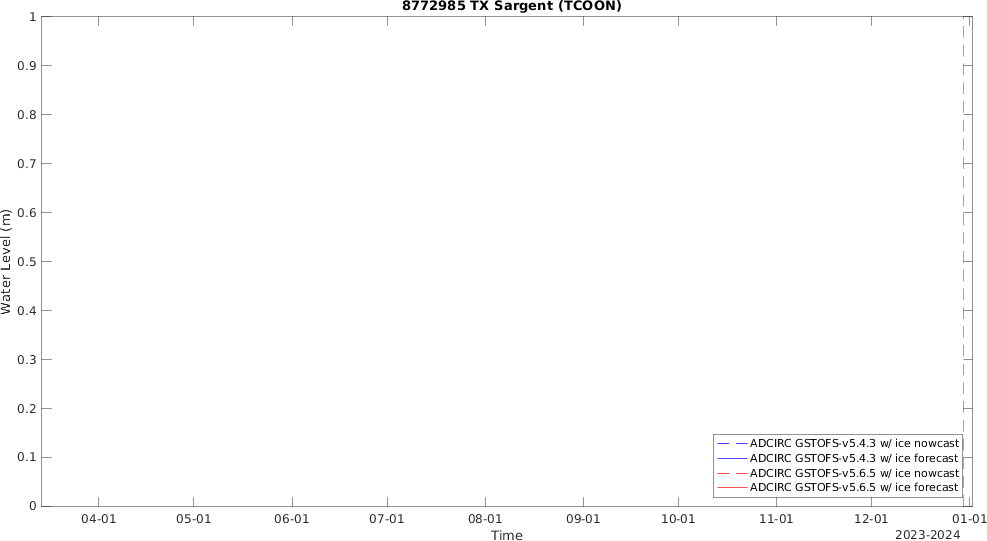 8772985 TX Sargent (TCOON)
1
0.9
0.8
0.7
0.6
0.5
0.4
0.3
0.2
0.1
0
Water Level (m)
ADCIRC GSTOFS-v5.4.3 w/ ice nowcast
ADCIRC GSTOFS-v5.4.3 w/ ice forecast
ADCIRC GSTOFS-v5.6.5 w/ ice nowcast
ADCIRC GSTOFS-v5.6.5 w/ ice forecast
04-01 05-01 06-01 07-01 08-01 09-01 10-01 11-01 12-01 01-01
Time
2023-2024